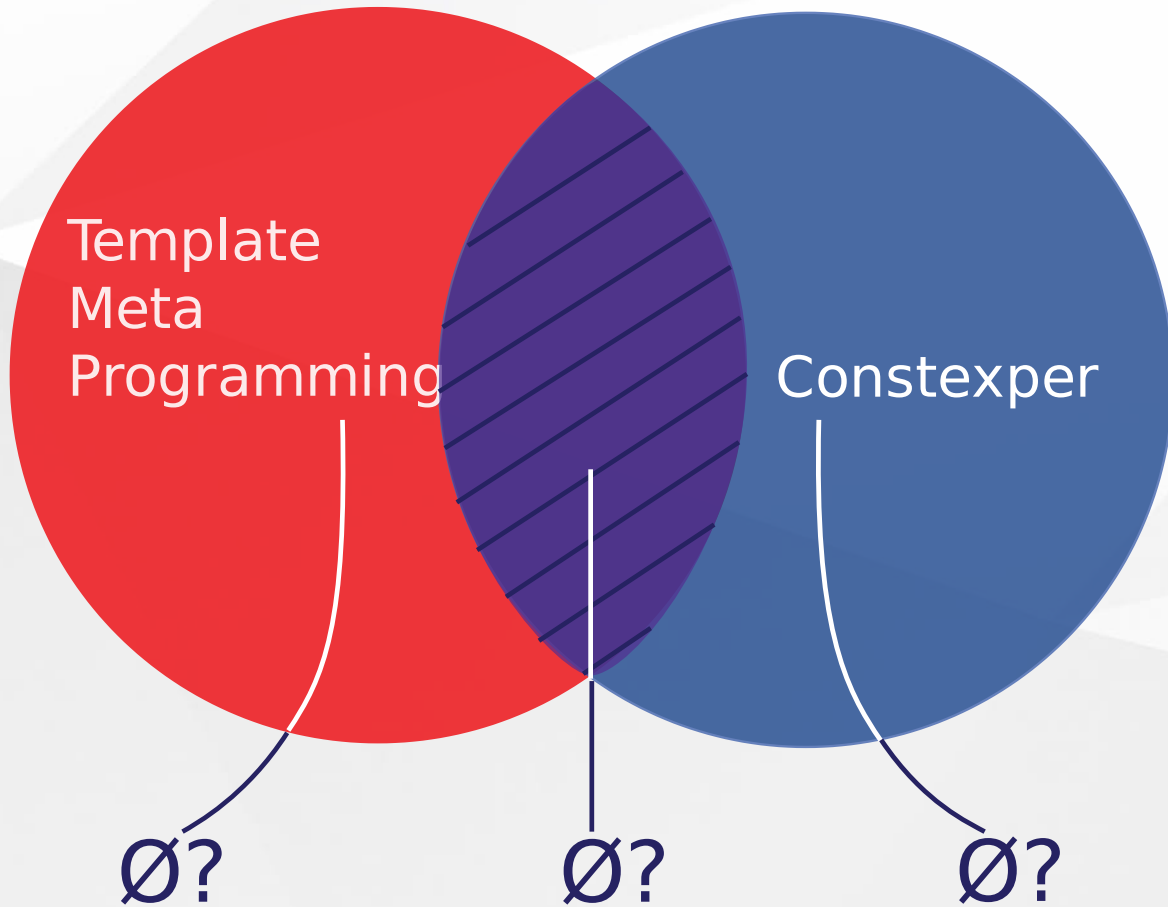 Template
Meta
Programming
Constexper
Ø?
Ø?
Ø?